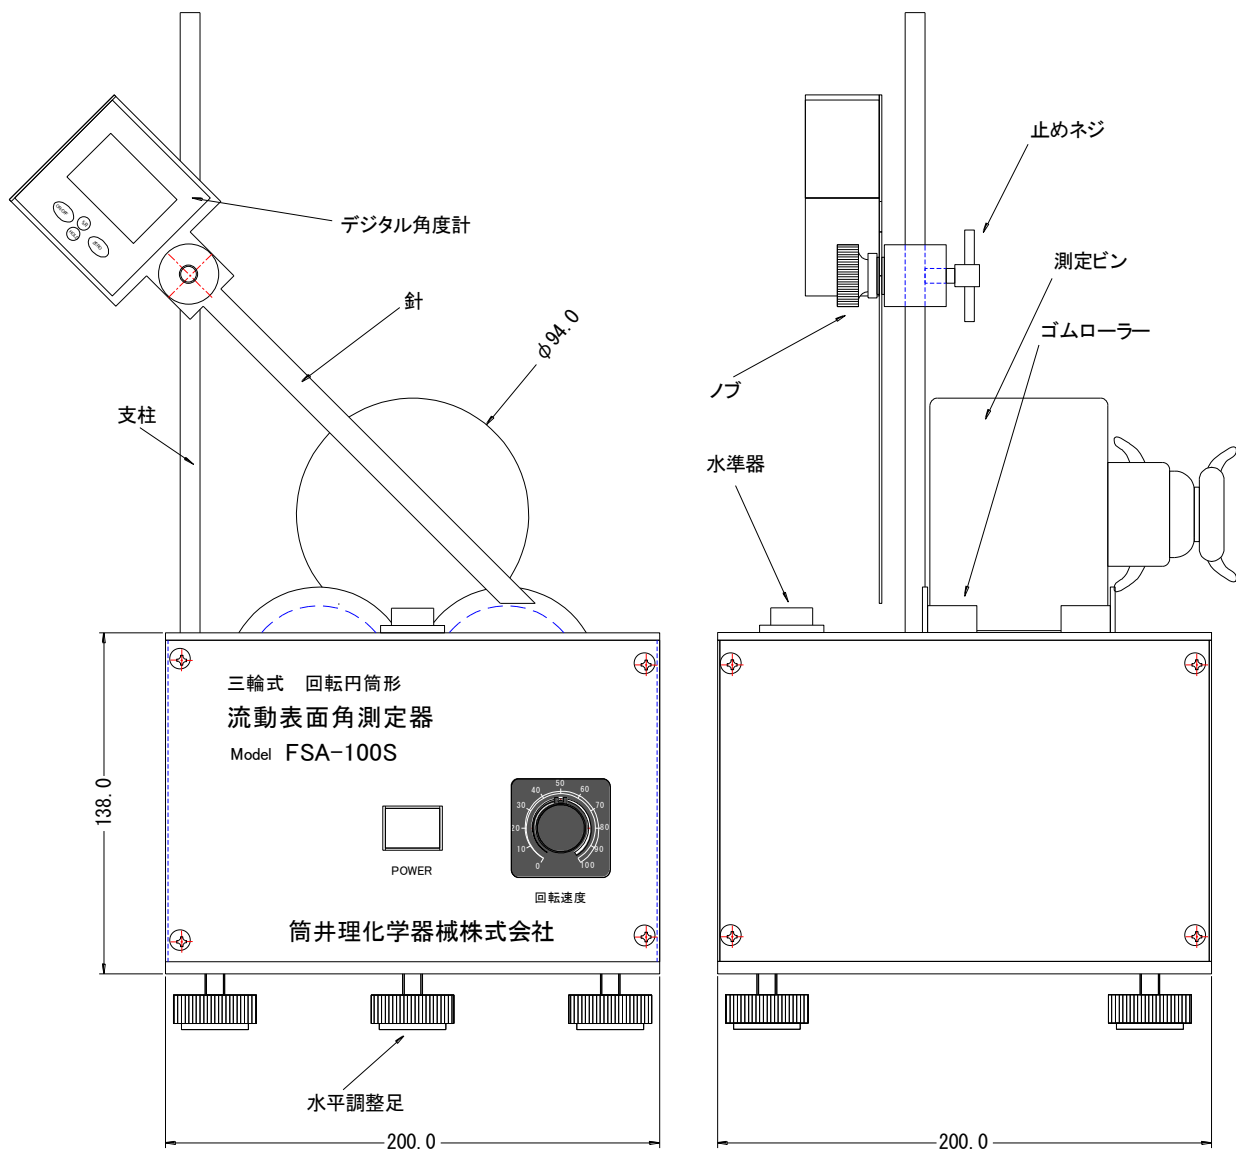 止めネジ
デジタル角度計
測定ビン
針
ゴムローラー
φ94.0
ノブ
支柱
水準器
三輪式　回転円筒形
流動表面角測定器
Model FSA-100S
138.0
0
10
20
30
40
50
60
70
80
90
100
POWER
回転速度
筒井理化学器械株式会社
水平調整足
200.0
200.0